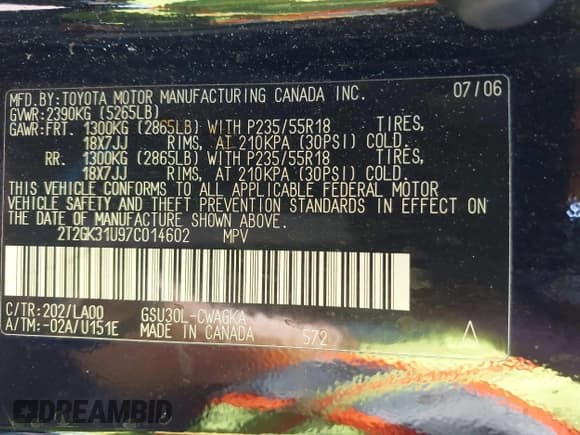 MFD.BY:TOYOTA MOTOR MANUFACTURING CANADA INC. 07/06
GVWR:2390KG (5265LB)
GAWR:FRT. 1300KG (2865LB) WITH P235/55R18 TIRES,
18X7JJ RIMS, AT 210KPA (30PSI) COLD.
RR. 1300KG (2865LB) WITH P235/55R18 TIRES,
18X7JJ RIMS, AT 210KPA (30PSI) COLD.
THIS VEHICLE CONFORMS TO ALL APPLICABLE FEDERAL MOTOR
VEHICLE SAFETY AND THEFT PREVENTION STANDARDS IN EFFECT ON
THE DATE OF MANUFACTURE SHOWN ABOVE.
2T2GK31U97C014602 MPV
C/TR:202/LA00 GSU30L-CWAGKA
A/TM:-02A/U151E MADE IN CANADA 572 A
DREAMBID